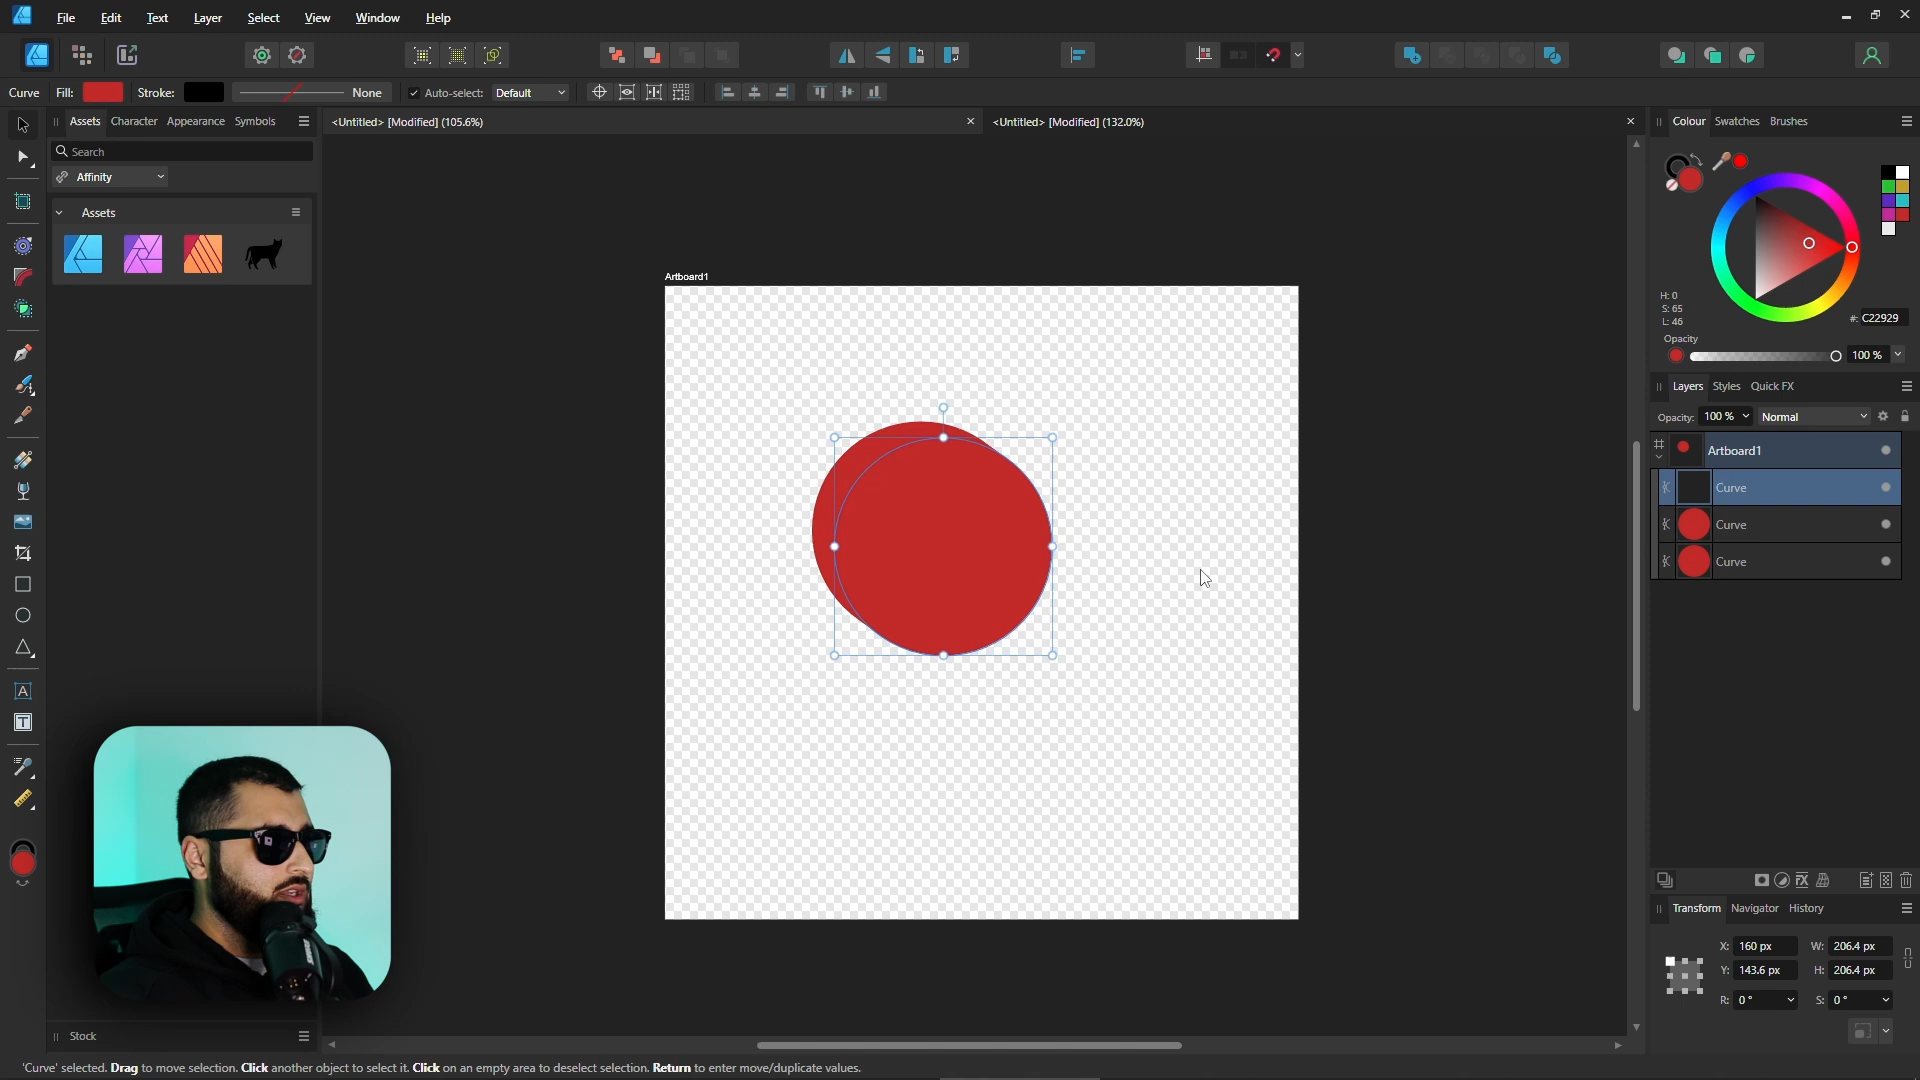 File Edit Text Layer Select View Window Help
Curve Fill: Stroke: None Auto-select: Default
Assets Character Appearance Symbols
<Untitled> [Modified] (105.6%)
<Untitled> [Modified] (132.0%)
Colour Swatches Brushes
Search
Affinity
Assets
Artboard1
H: 0
S: 65
L: 46
#: C22929
Opacity
100 %
Layers Styles Quick FX
Opacity: 100 % Normal
Artboard1
Curve
Curve
Curve
A
T
Transform Navigator History
X: 160 px W: 206.4 px
Y: 143.6 px H: 206.4 px
R: 0 ° S: 0 °
Stock
'Curve' selected. Drag to move selection. Click another object to select it. Click on an empty area to deselect selection. Return to enter move/duplicate values.